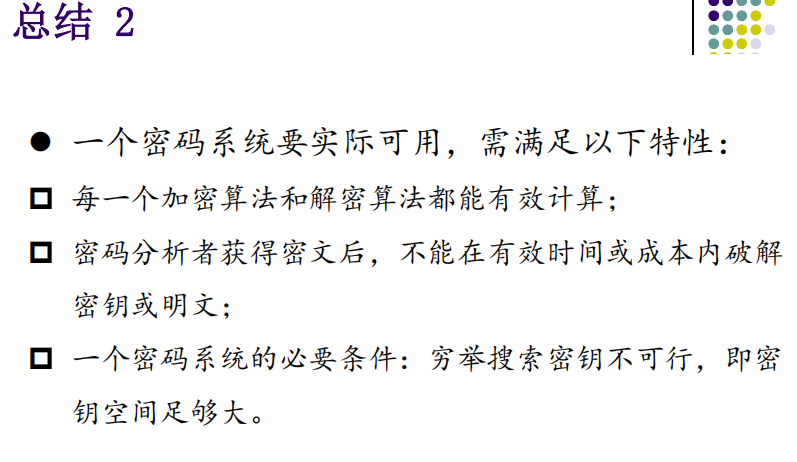 总结 2
一个密码系统要实际可用，需满足以下特性：
每一个加密算法和解密算法都能有效计算；
密码分析者获得密文后，不能在有效时间或成本内破解
密钥或明文；
一个密码系统的必要条件：穷举搜索密钥不可行，即密
钥空间足够大。